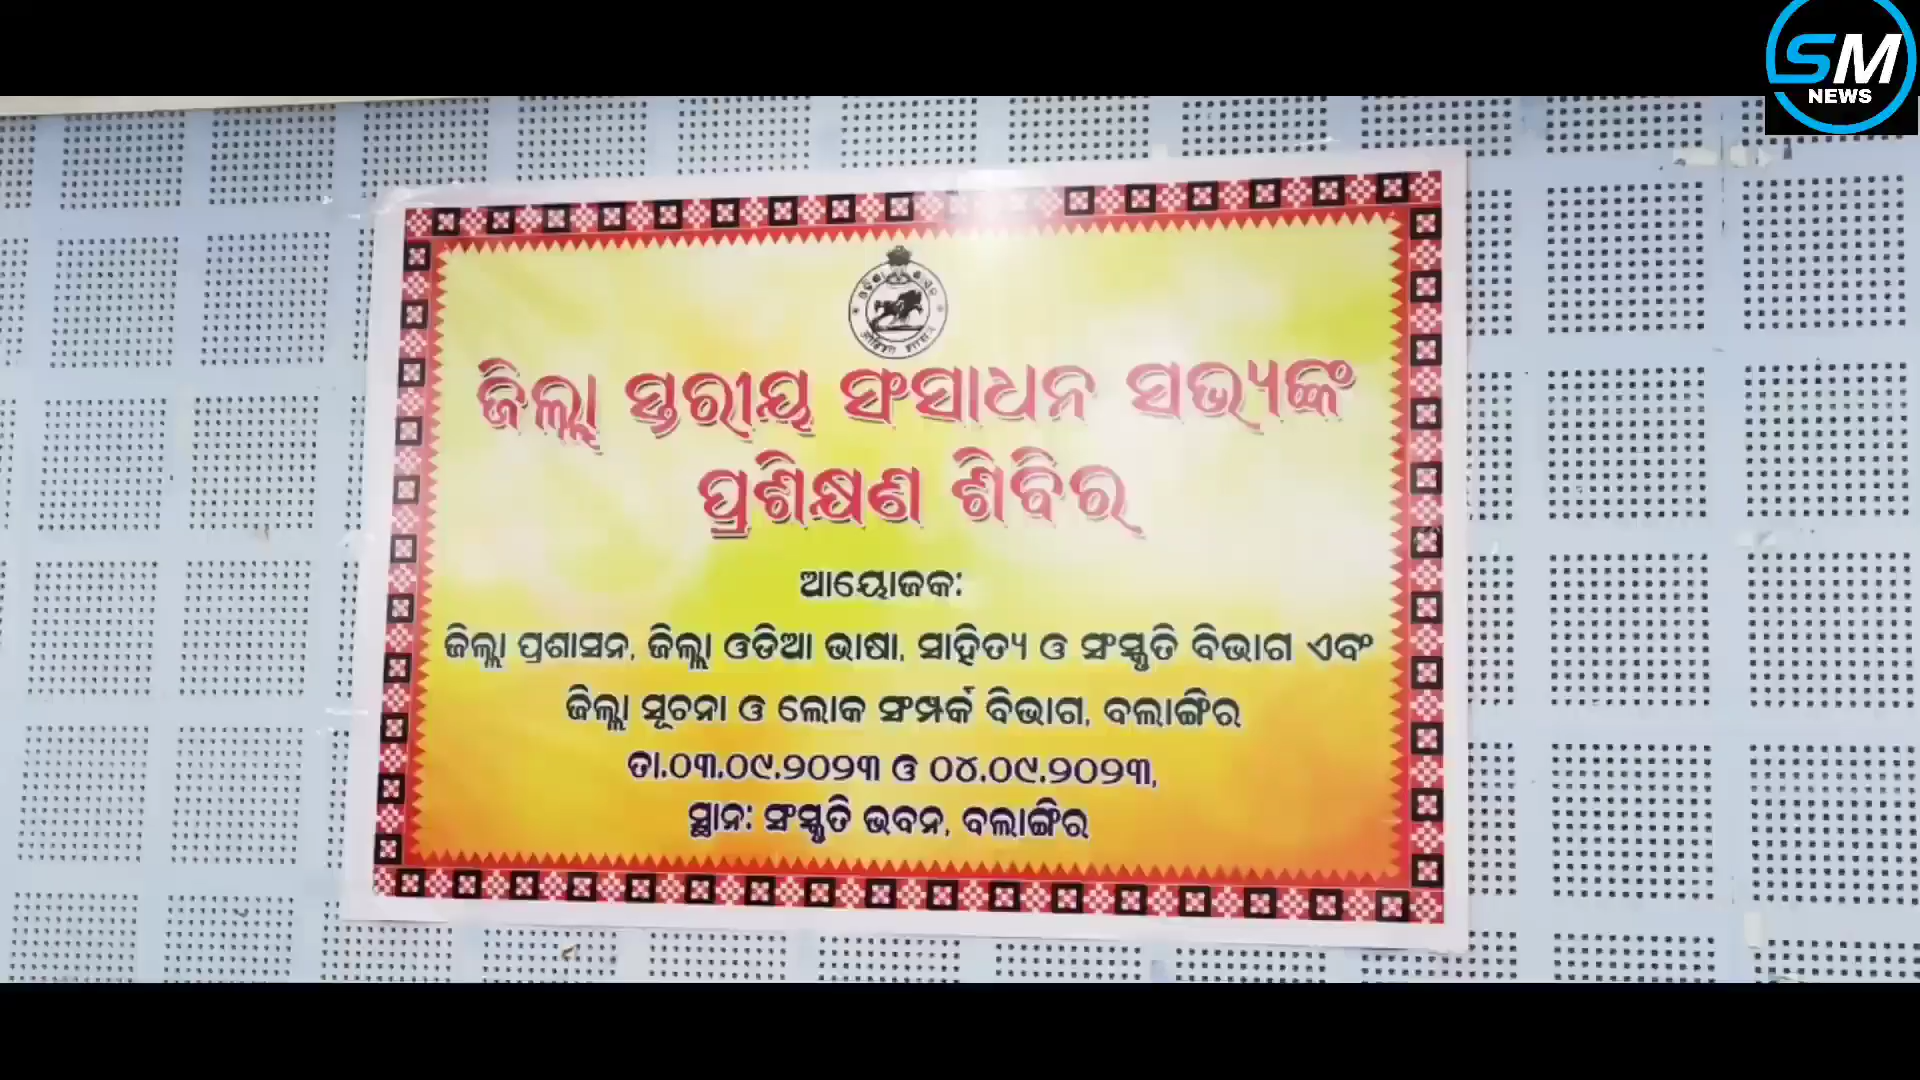 SM
NEWS
ଜିଲ୍ଲା ସ୍ତରୀୟ ସଂସାଧନ ସଭ୍ୟଙ୍କ
ପ୍ରଶିକ୍ଷଣ ଶିବିର
ଆୟୋଜକ:
ଜିଲ୍ଲା ପ୍ରଶାସନ, ଜିଲ୍ଲା ଓଡିଆ ଭାଷା, ସାହିତ୍ୟ ଓ ସଂସ୍କୃତି ବିଭାଗ ଏବଂ
ଜିଲ୍ଲା ସୂଚନା ଓ ଲୋକ ସଂମ୍ପର୍କ ବିଭାଗ, ବଲାଙ୍ଗିର
ତା.୦୩.୦୯.୨୦୨୩ ଓ ୦୪.୦୯.୨୦୨୩,
ସ୍ଥାନ: ସଂସ୍କୃତି ଭବନ, ବଲାଙ୍ଗିର